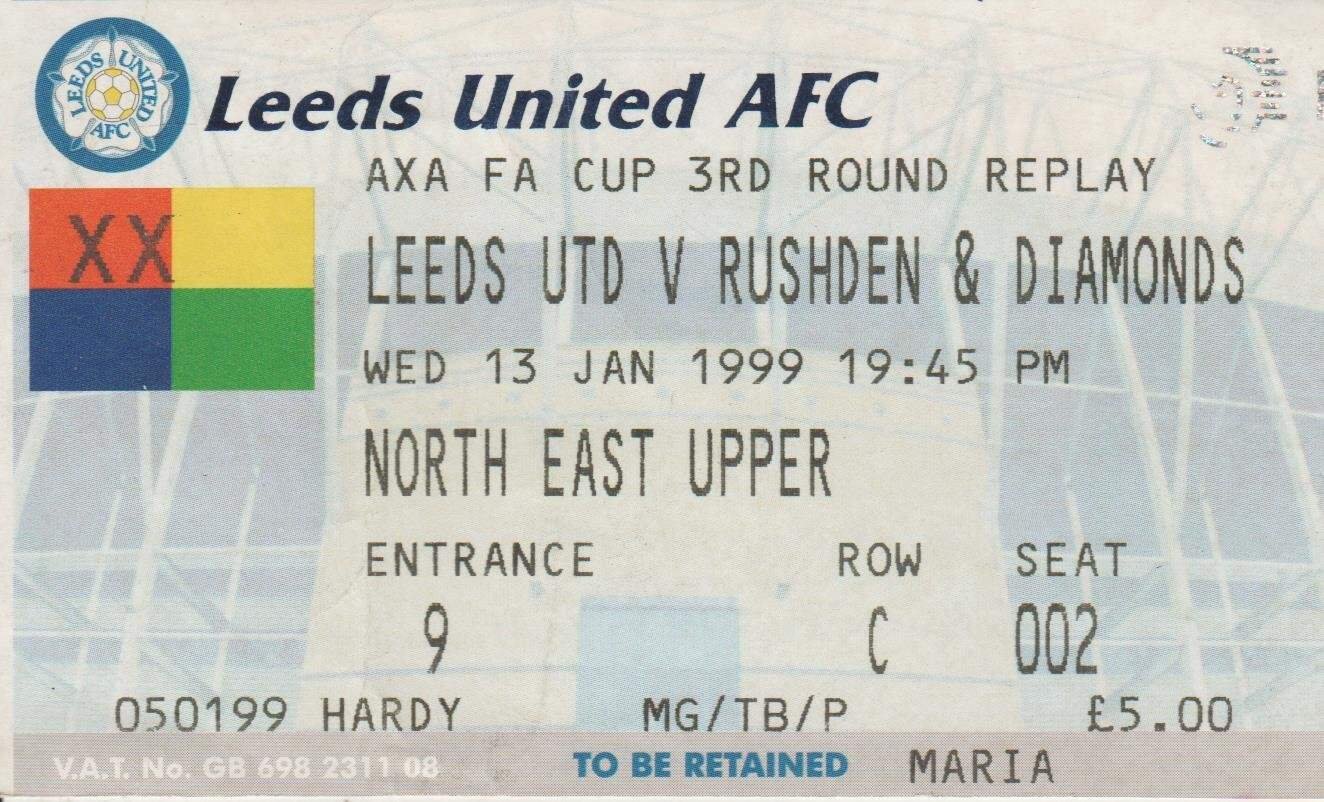 LEEDS UNITED AFC
Leeds United AFC
AXA FA CUP 3RD ROUND REPLAY
XX
LEEDS UTD V RUSHDEN & DIAMONDS
WED 13 JAN 1999 19:45 PM
NORTH EAST UPPER
ENTRANCE ROW SEAT
9 C 002
050199 HARDY MG/TB/P £5.00
V.A.T. No. GB 698 2311 08 TO BE RETAINED MARIA